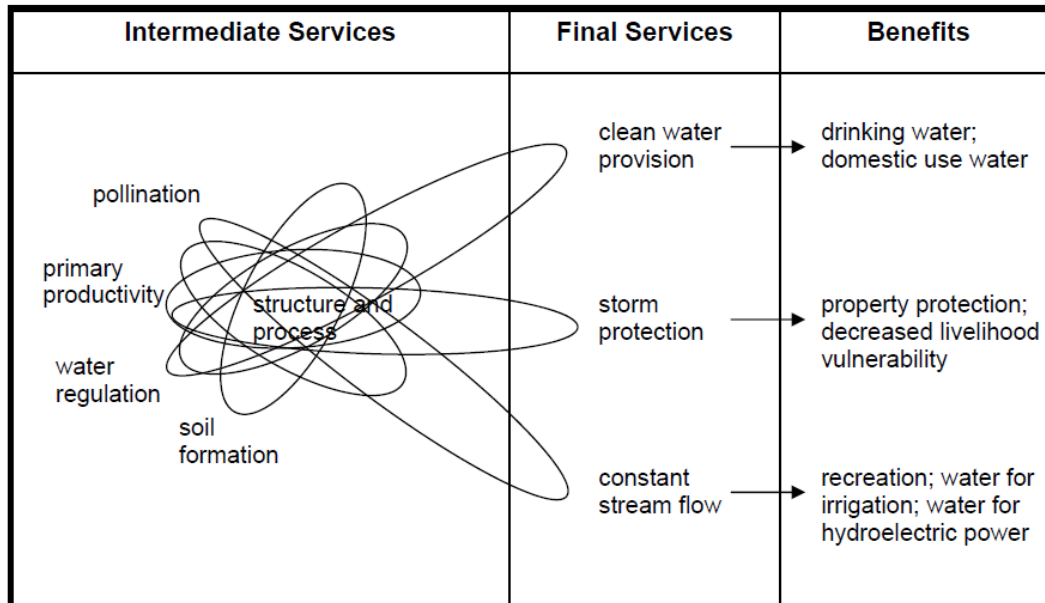 Intermediate Services
Final Services
Benefits
pollination
primary
productivity
water
regulation
soil
formation
structure and
process
clean water
provision
drinking water;
domestic use water
storm
protection
property protection;
decreased livelihood
vulnerability
constant
stream flow
recreation; water for
irrigation; water for
hydroelectric power